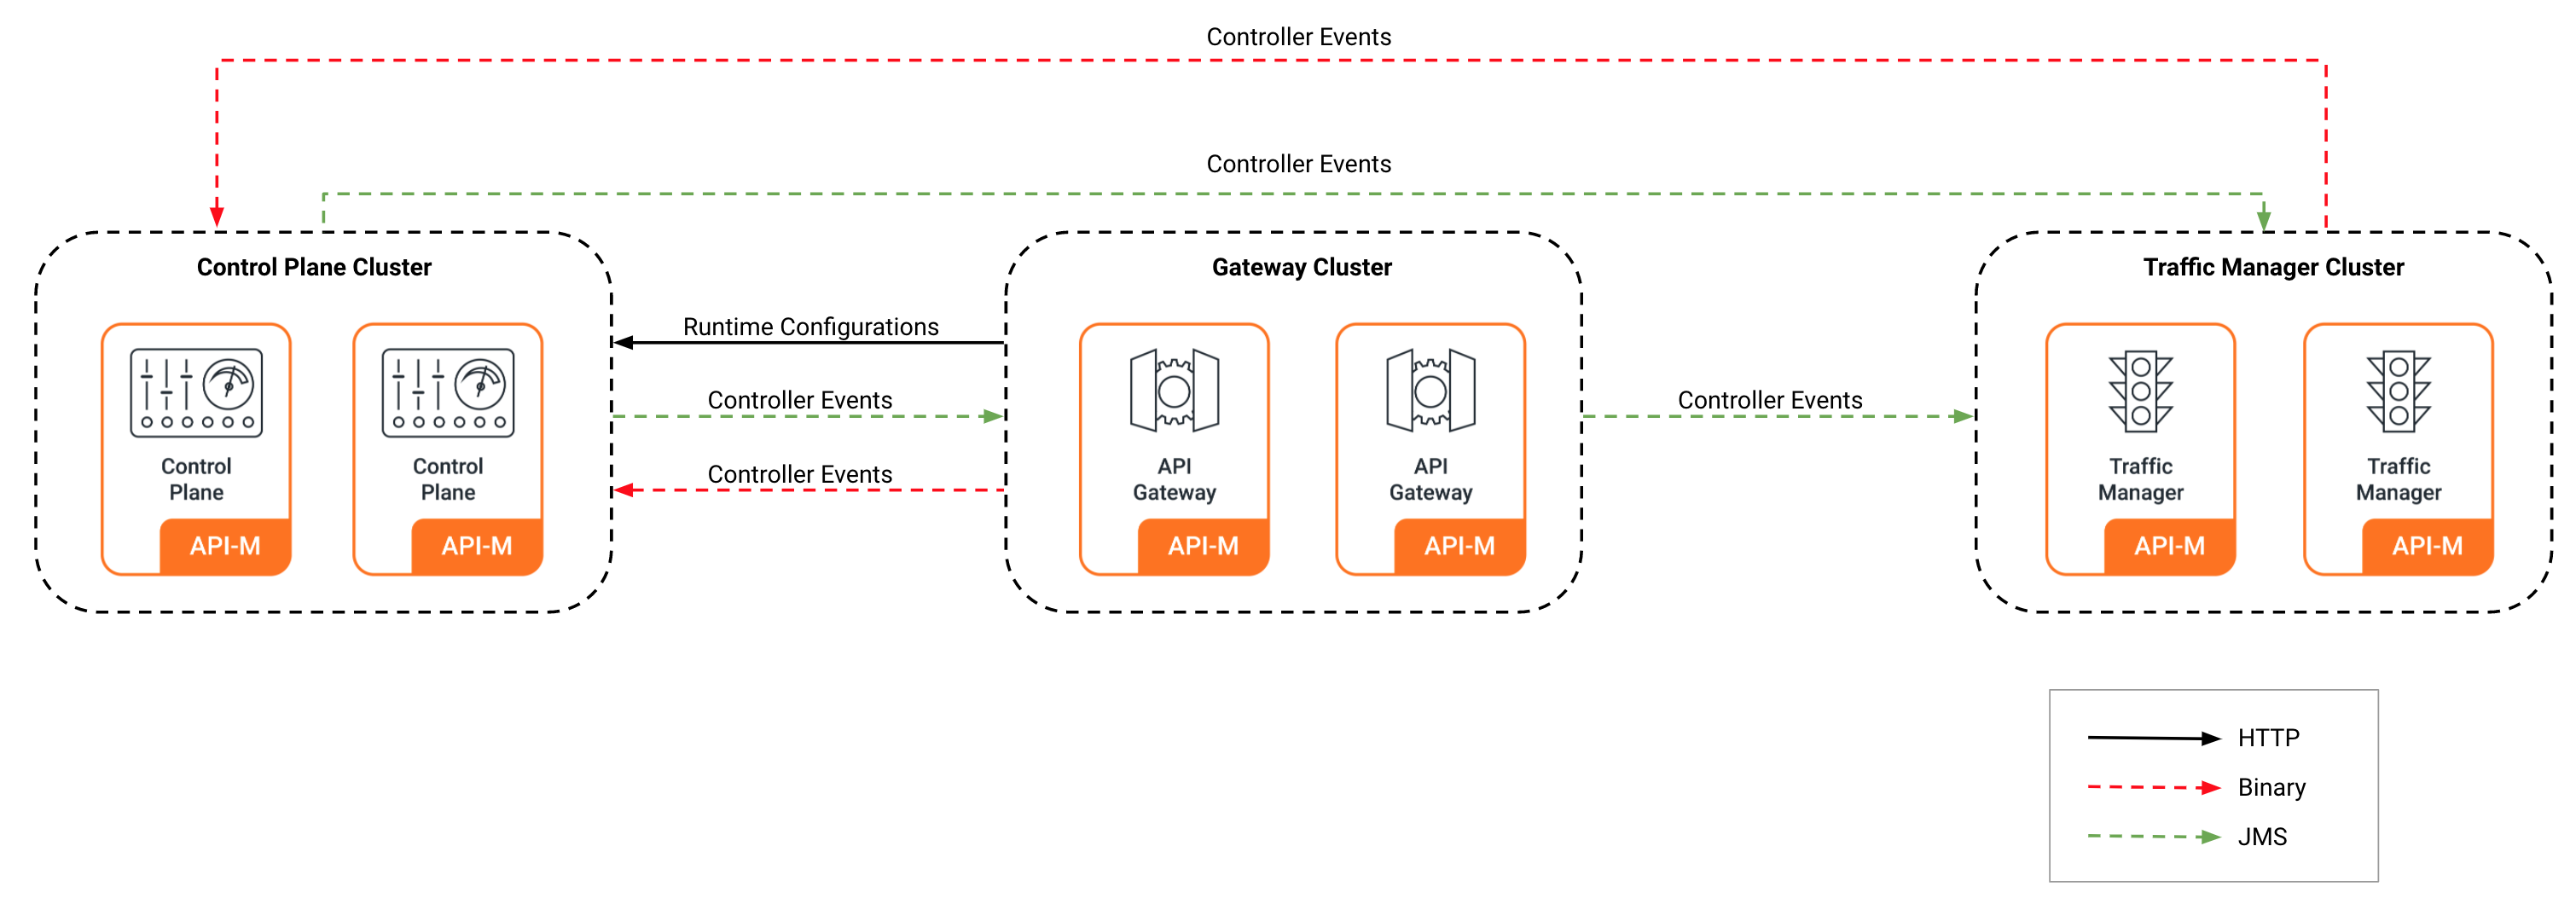 Controller Events
Controller Events
Control Plane Cluster
Gateway Cluster
Traffic Manager Cluster
Runtime Configurations
Controller Events
Controller Events
Controller Events
Control
Plane
API-M
Control
Plane
API-M
API
Gateway
API-M
API
Gateway
API-M
Traffic
Manager
API-M
Traffic
Manager
API-M
HTTP
Binary
JMS